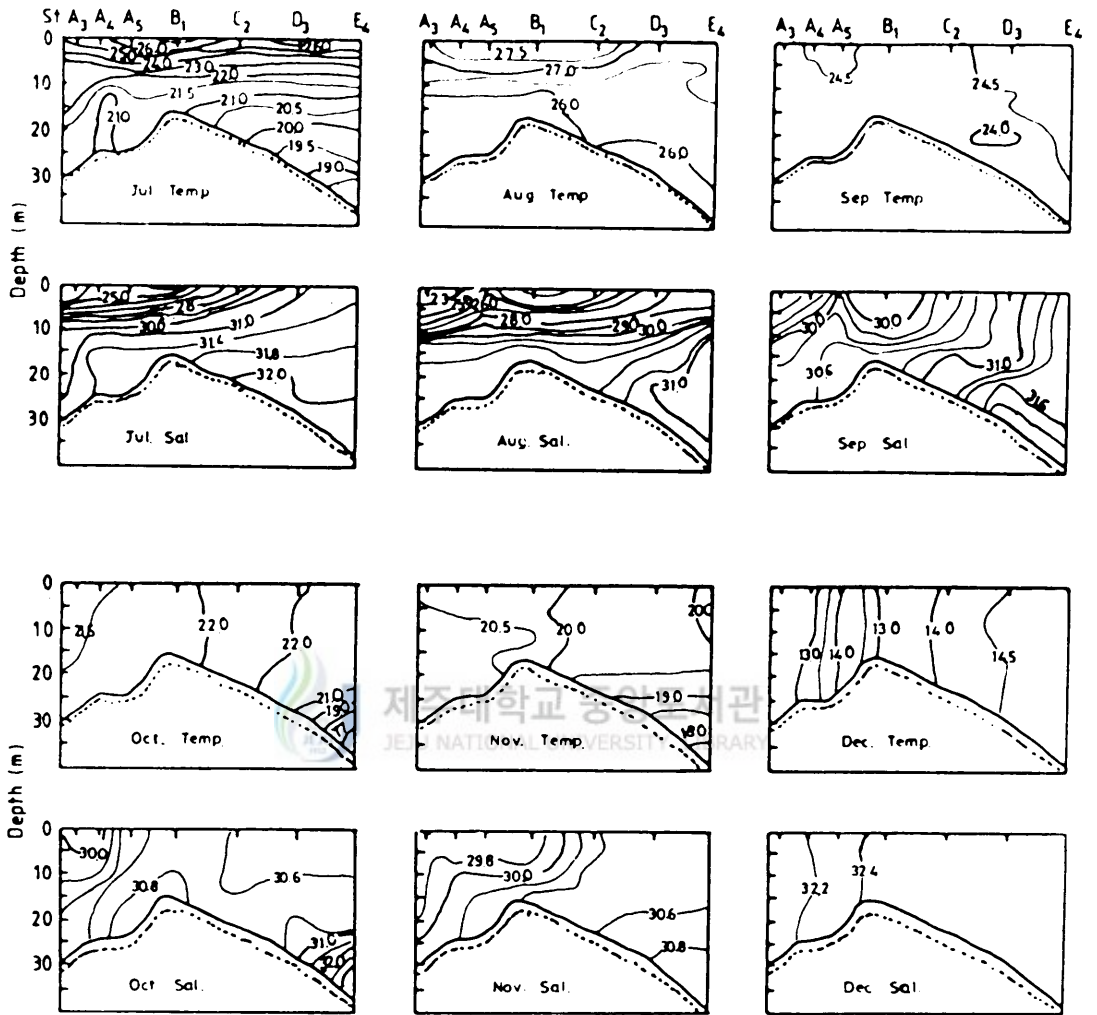 St A3 A4 A5 B1 C2 D3 E4
A3 A4 A5 B1 C2 D3 E4
A3 A4 A5 B1 C2 D3 E4
Depth (m)
0
10
20
30
25.0 26.0 24.0 23.0 22.0
21.5 21.0 20.5
21.0 20.0
19.5
19.0
Jul Temp
27.5
27.0
26.0
26.0
Aug Temp
24.5 24.5
24.0
Sep Temp
0
10
20
30
25.0 28
30.0 31.0
31.4
31.8
32.0
Jul. Sal
28.0 29.0 30.0
31.0
Aug. Sal.
30.0 30.0
30.6 31.0
31.6
Sep Sal
Depth (m)
0
10
20
30
22.0
22.0
21.0
Oct. Temp.
20.5 20.0
19.0
Nov. Temp.
13.0 14.0 13.0 14.0
14.5
Dec. Temp.
제주대학교 중앙도서관
JEJU NATIONAL UNIVERSITY LIBRARY
0
10
20
30
30.0
30.8 30.6
31.0
32.0
Oct Sal.
29.8
30.0
30.6
30.8
Nov. Sal.
32.2 32.4
Dec Sal.